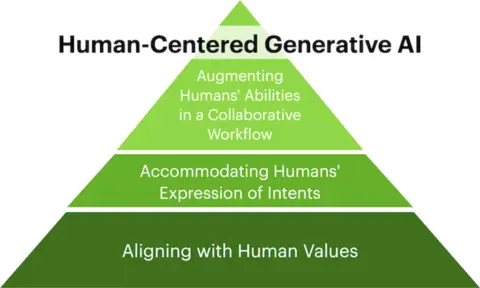 Human-Centered Generative AI
Augmenting
Humans' Abilities
in a Collaborative
Workflow
Accommodating Humans'
Expression of Intents
Aligning with Human Values